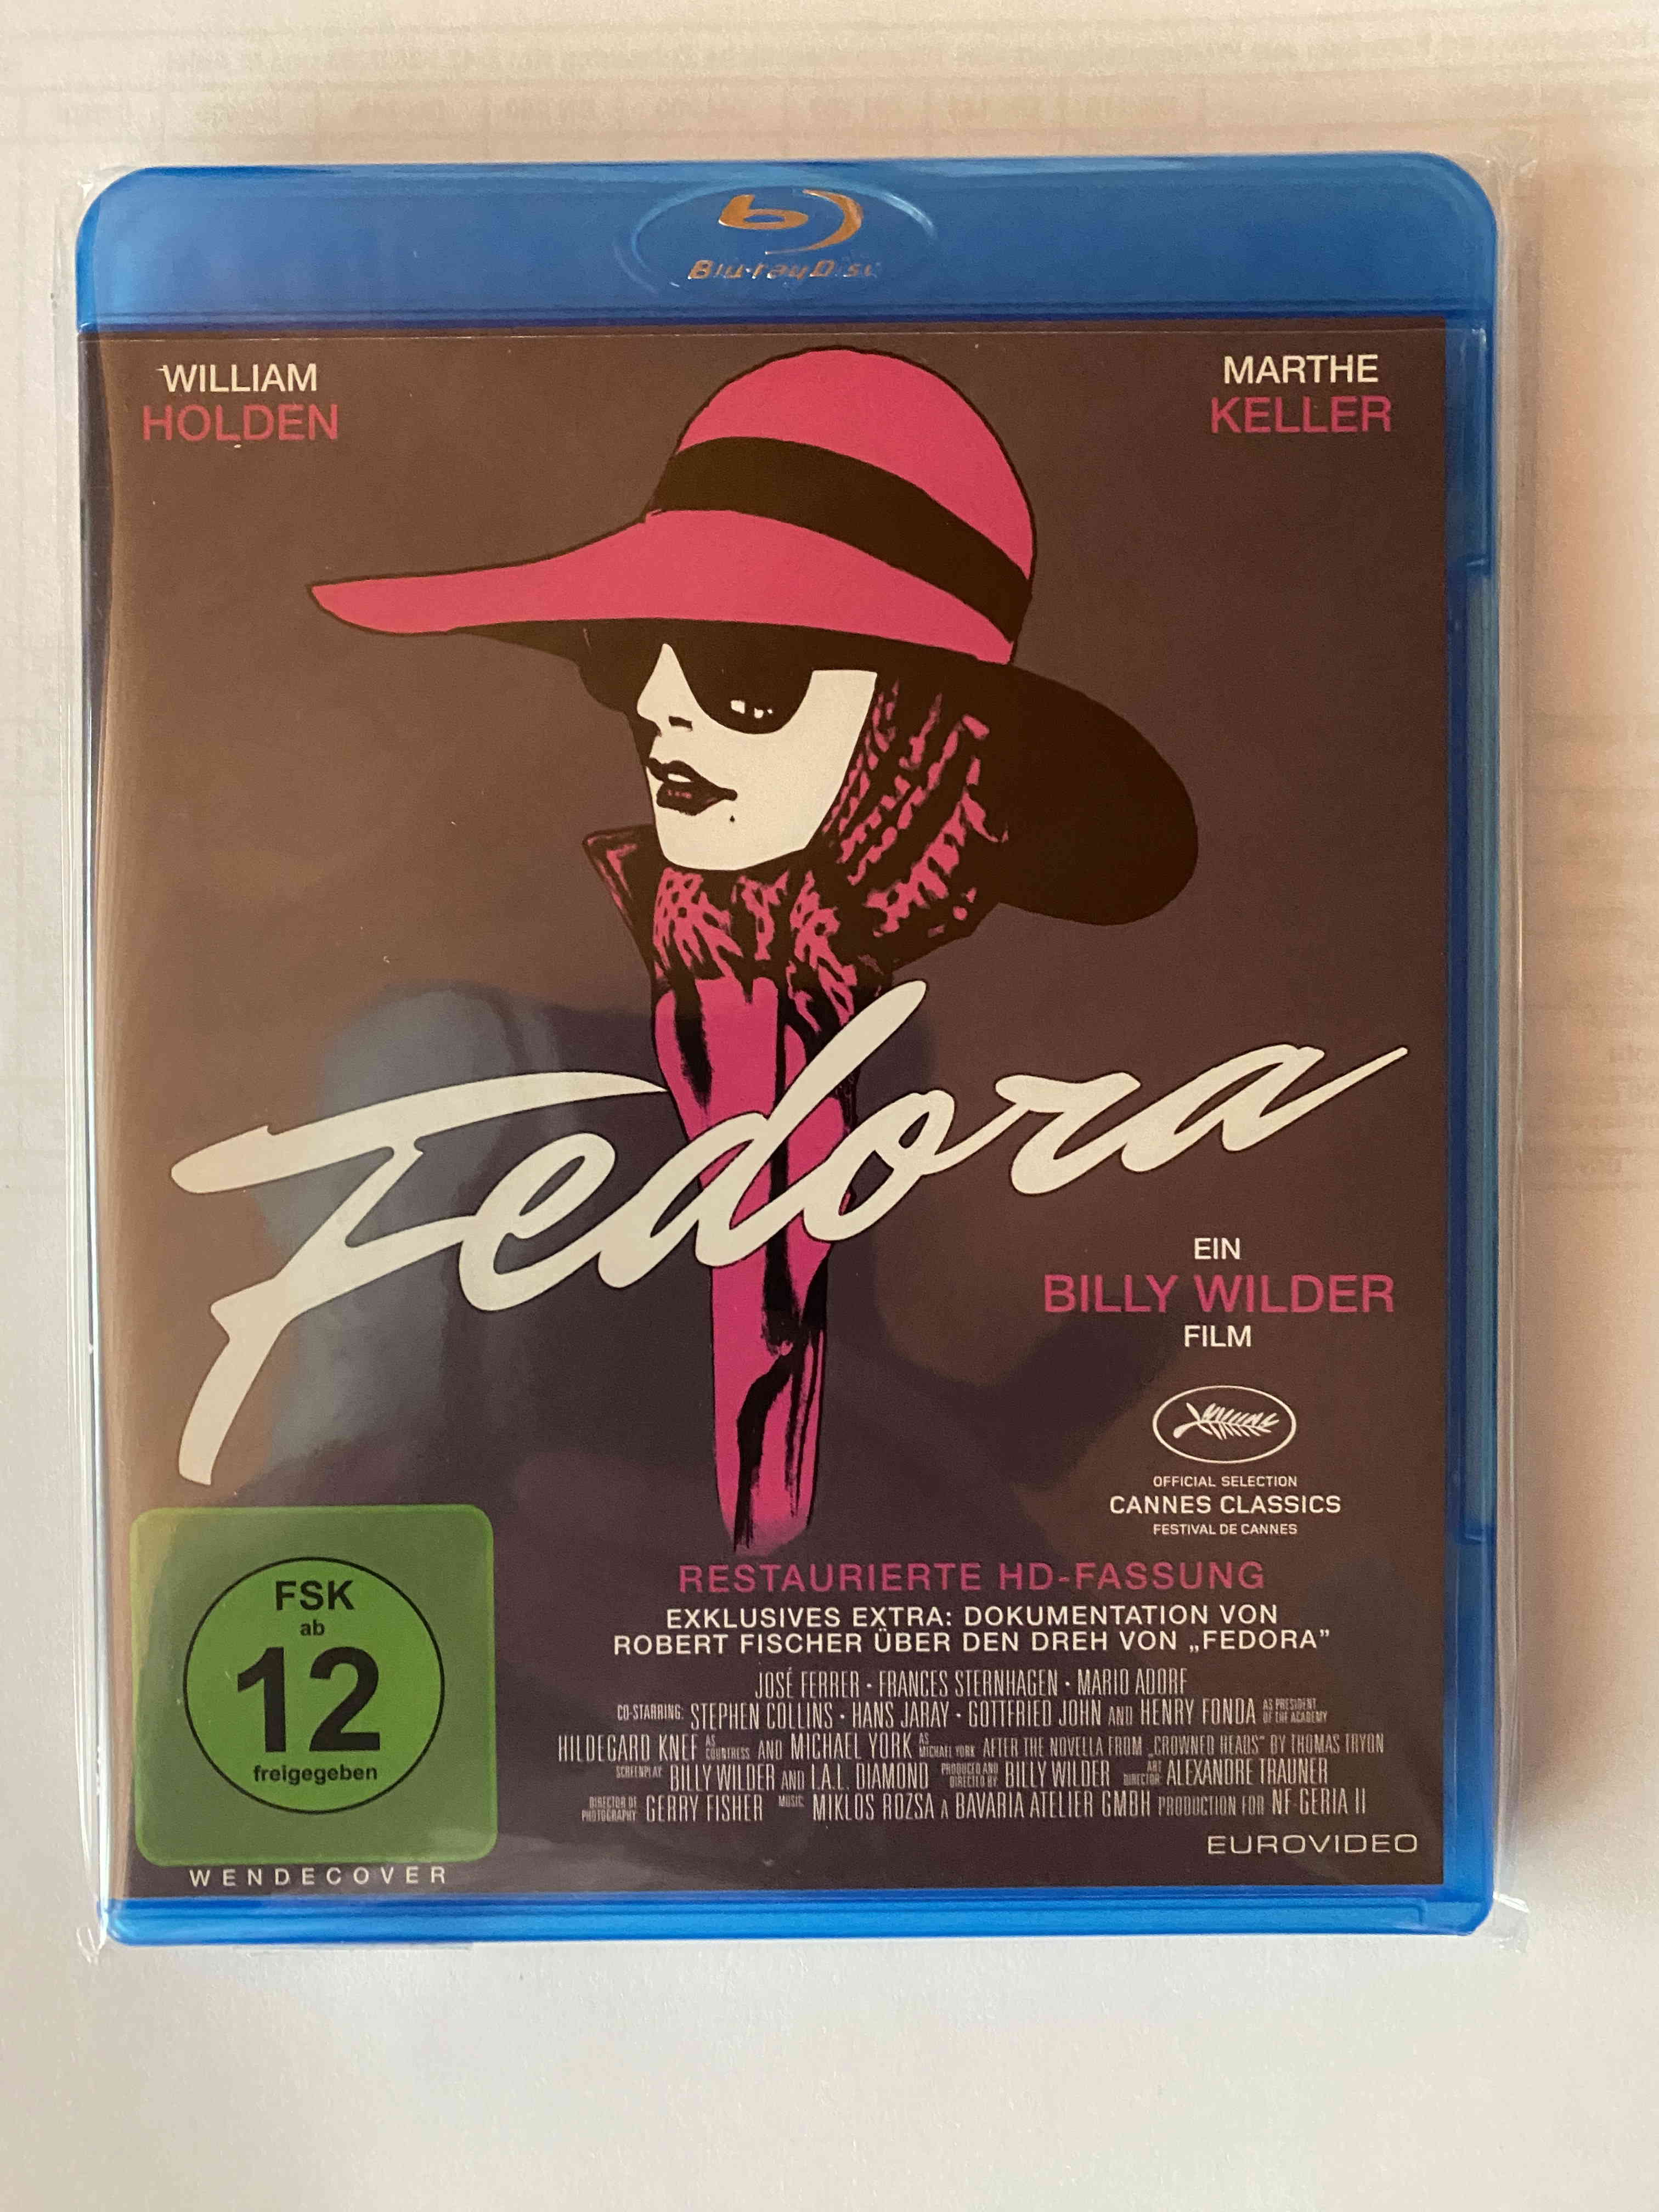 Blu-ray Disc
WILLIAM
HOLDEN
MARTHE
KELLER
Fedora
EIN
BILLY WILDER
FILM
OFFICIAL SELECTION
CANNES CLASSICS
FESTIVAL DE CANNES
RESTAURIERTE HD-FASSUNG
EXKLUSIVES EXTRA: DOKUMENTATION VON
ROBERT FISCHER ÜBER DEN DREH VON „FEDORA”
JOSÉ FERRER · FRANCES STERNHAGEN · MARIO ADORF
CO-STARRING: STEPHEN COLLINS · HANS JARAY · GOTTFRIED JOHN AND HENRY FONDA AS PRESIDENT OF THE ACADEMY
HILDEGARD KNEF AS COUNTRESS AND MICHAEL YORK AS MICHAEL YORK AFTER THE NOVELLA FROM „CROWNED HEADS” BY THOMAS TRYON
SCREENPLAY BILLY WILDER AND I.A.L. DIAMOND PRODUCED AND DIRECTED BY BILLY WILDER ART DIRECTOR ALEXANDRE TRAUNER
DIRECTOR OF PHOTOGRAPHY GERRY FISHER MUSIC MIKLOS ROZSA A BAVARIA ATELIER GMBH PRODUCTION FOR NF GERIA II
EUROVIDEO
FSK
ab
12
freigegeben
WENDECOVER